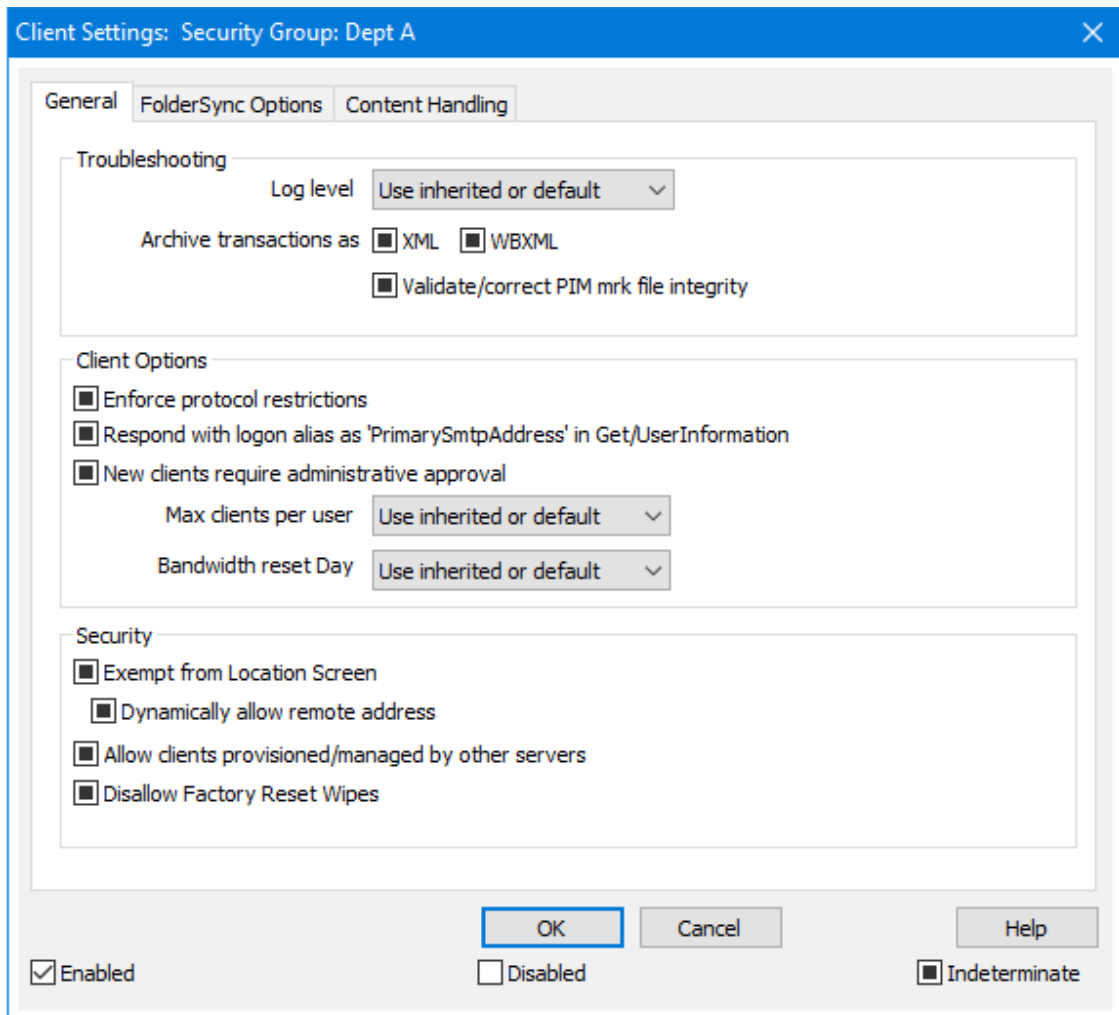 Client Settings:  Security Group: Dept A
General FolderSync Options Content Handling
Troubleshooting
Log level Use inherited or default
Archive transactions as XML WBXML
Validate/correct PIM mrk file integrity
Client Options
Enforce protocol restrictions
Respond with logon alias as 'PrimarySmtpAddress' in Get/UserInformation
New clients require administrative approval
Max clients per user Use inherited or default
Bandwidth reset Day Use inherited or default
Security
Exempt from Location Screen
Dynamically allow remote address
Allow clients provisioned/managed by other servers
Disallow Factory Reset Wipes
OK Cancel Help
Enabled Disabled Indeterminate